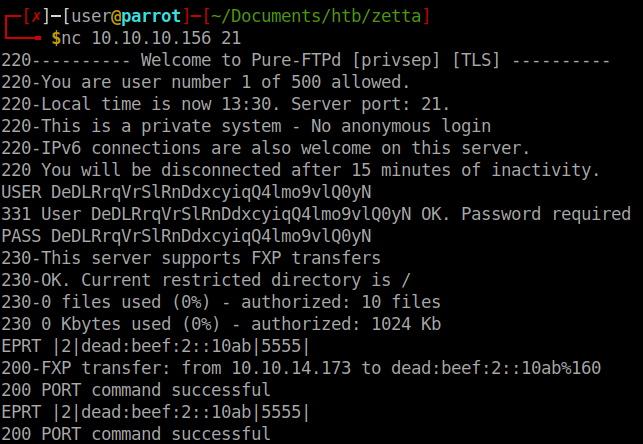 ┌─[✗]─[user@parrot]─[~/Documents/htb/zetta]
└──╼ $nc 10.10.10.156 21
220---------- Welcome to Pure-FTPd [privsep] [TLS] ----------
220-You are user number 1 of 500 allowed.
220-Local time is now 13:30. Server port: 21.
220-This is a private system - No anonymous login
220-IPv6 connections are also welcome on this server.
220 You will be disconnected after 15 minutes of inactivity.
USER DeDLRrqVrSlRnDdxcyiqQ4lmo9vlQ0yN
331 User DeDLRrqVrSlRnDdxcyiqQ4lmo9vlQ0yN OK. Password required
PASS DeDLRrqVrSlRnDdxcyiqQ4lmo9vlQ0yN
230-This server supports FXP transfers
230-OK. Current restricted directory is /
230-0 files used (0%) - authorized: 10 files
230 0 Kbytes used (0%) - authorized: 1024 Kb
EPRT |2|dead:beef:2::10ab|5555|
200-FXP transfer: from 10.10.14.173 to dead:beef:2::10ab%160
200 PORT command successful
EPRT |2|dead:beef:2::10ab|5555|
200 PORT command successful